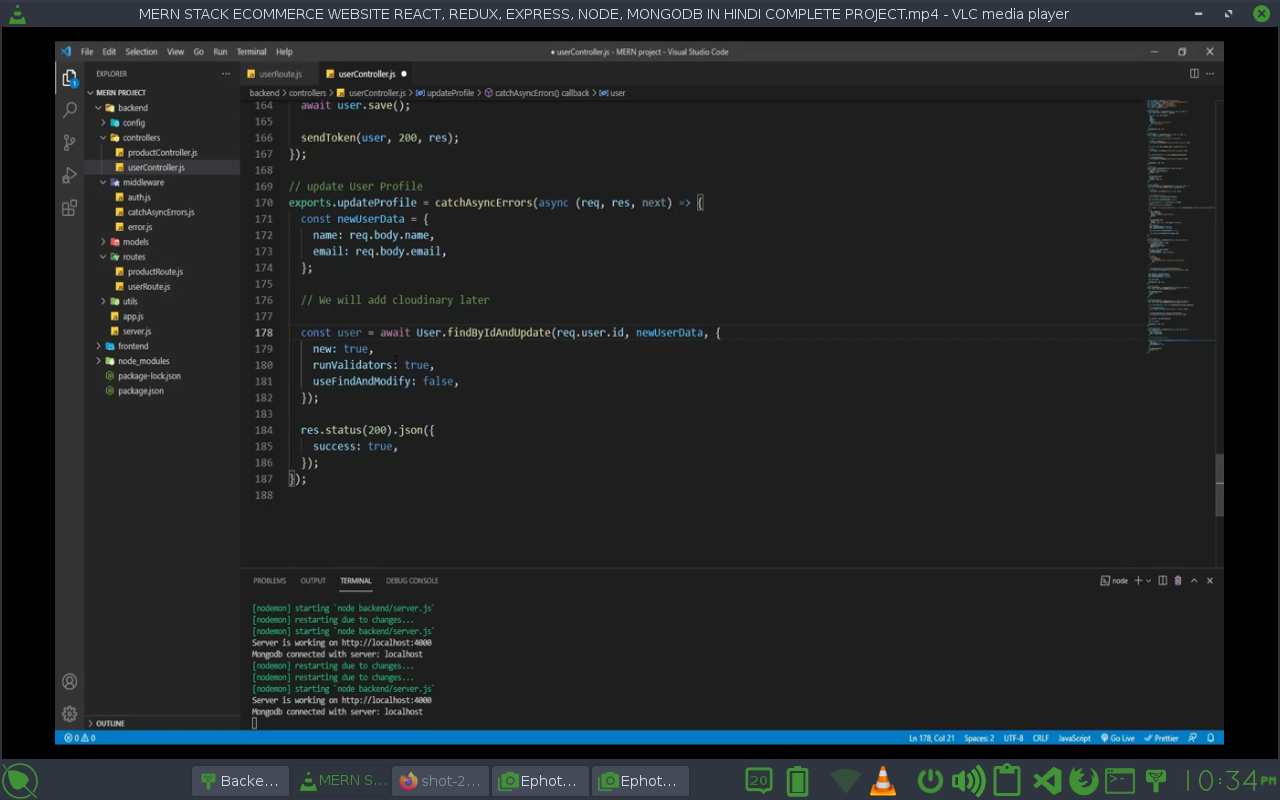 MERN STACK ECOMMERCE WEBSITE REACT, REDUX, EXPRESS, NODE, MONGODB IN HINDI COMPLETE PROJECT.mp4 - VLC media player
File Edit Selection View Go Run Terminal Help
● userController.js - MERN project - Visual Studio Code
EXPLORER
MERN PROJECT
backend
config
controllers
productController.js
userController.js
middleware
auth.js
catchAsyncErrors.js
error.js
models
routes
productRoute.js
userRoute.js
utils
app.js
server.js
frontend
node_modules
package-lock.json
package.json
OUTLINE
1
userRoute.js userController.js ●
backend > controllers > userController.js > updateProfile > catchAsyncErrors() callback > user
164 await user.save();
165
166 sendToken(user, 200, res);
167 });
168
169 // update User Profile
170 exports.updateProfile = catchAsyncErrors(async (req, res, next) => {
171 const newUserData = {
172 name: req.body.name,
173 email: req.body.email,
174 };
175
176 // We will add cloudinary later
177
178 const user = await User.findByIdAndUpdate(req.user.id, newUserData, {
179 new: true,
180 runValidators: true,
181 useFindAndModify: false,
182 });
183
184 res.status(200).json({
185 success: true,
186 });
187 });
188
PROBLEMS OUTPUT TERMINAL DEBUG CONSOLE
node
[nodemon] starting `node backend/server.js`
[nodemon] restarting due to changes...
[nodemon] starting `node backend/server.js`
Server is working on http://localhost:4000
Mongodb connected with server: localhost
[nodemon] restarting due to changes...
[nodemon] restarting due to changes...
[nodemon] starting `node backend/server.js`
Server is working on http://localhost:4000
Mongodb connected with server: localhost
0 0
Ln 178, Col 21 Spaces: 2 UTF-8 CRLF JavaScript Go Live Prettier
Backe... MERN S... shot-2... Ephot... Ephot... 20 10:34 PM